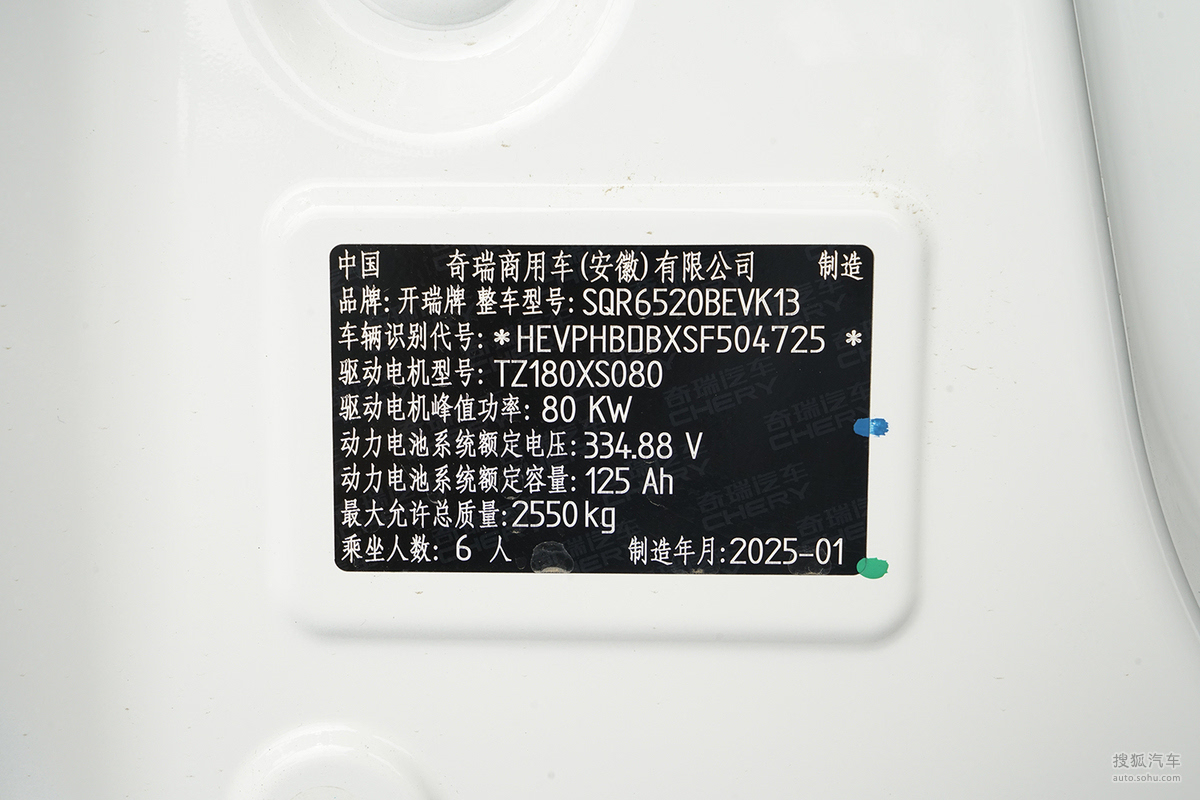 中国 奇瑞商用车(安徽)有限公司 制造
品牌: 开瑞牌 整车型号: SQR6520BEVK13
车辆识别代号: *HEVPHBDBXSF504725 *
驱动电机型号: TZ180XS080
驱动电机峰值功率: 80 KW
动力电池系统额定电压: 334.88 V
动力电池系统额定容量: 125 Ah
最大允许总质量: 2550 kg
乘坐人数: 6 人 制造年月: 2025-01
奇瑞汽车
CHERY
搜狐汽车
auto.sohu.com